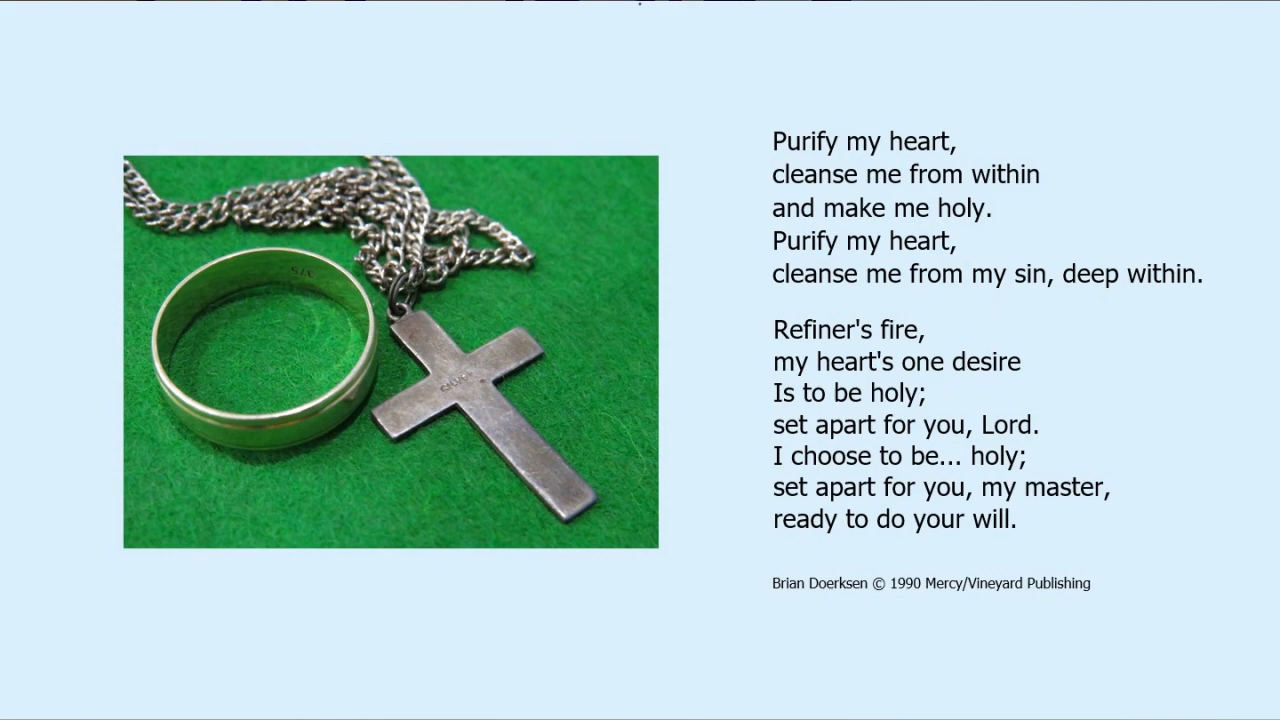 Purify my heart,
cleanse me from within
and make me holy.
Purify my heart,
cleanse me from my sin, deep within.
Refiner's fire,
my heart's one desire
Is to be holy;
set apart for you, Lord.
I choose to be... holy;
set apart for you, my master,
ready to do your will.
Brian Doerksen © 1990 Mercy/Vineyard Publishing